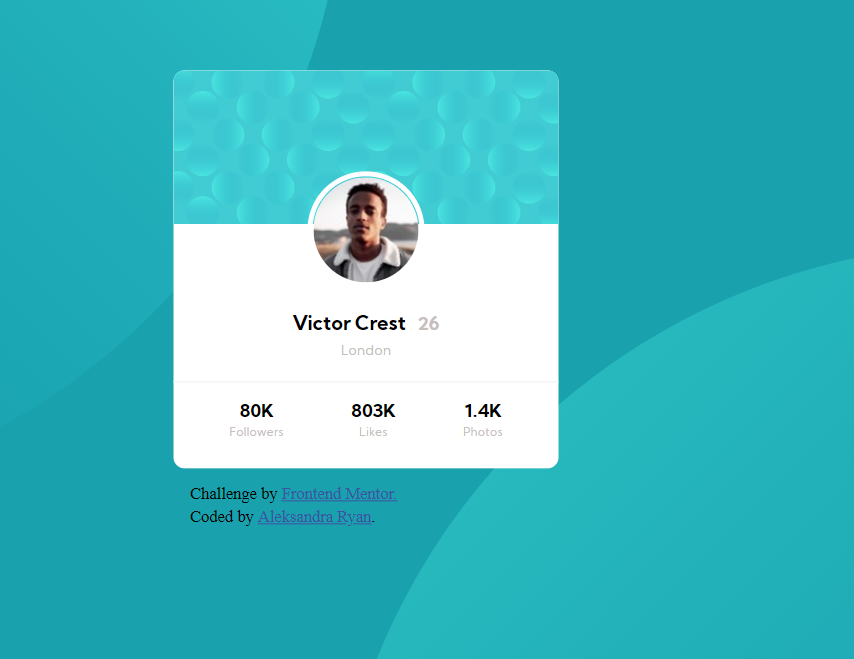 Victor Crest 26
London
80K 803K 1.4K
Followers Likes Photos
Challenge by Frontend Mentor.
Coded by Aleksandra Ryan.